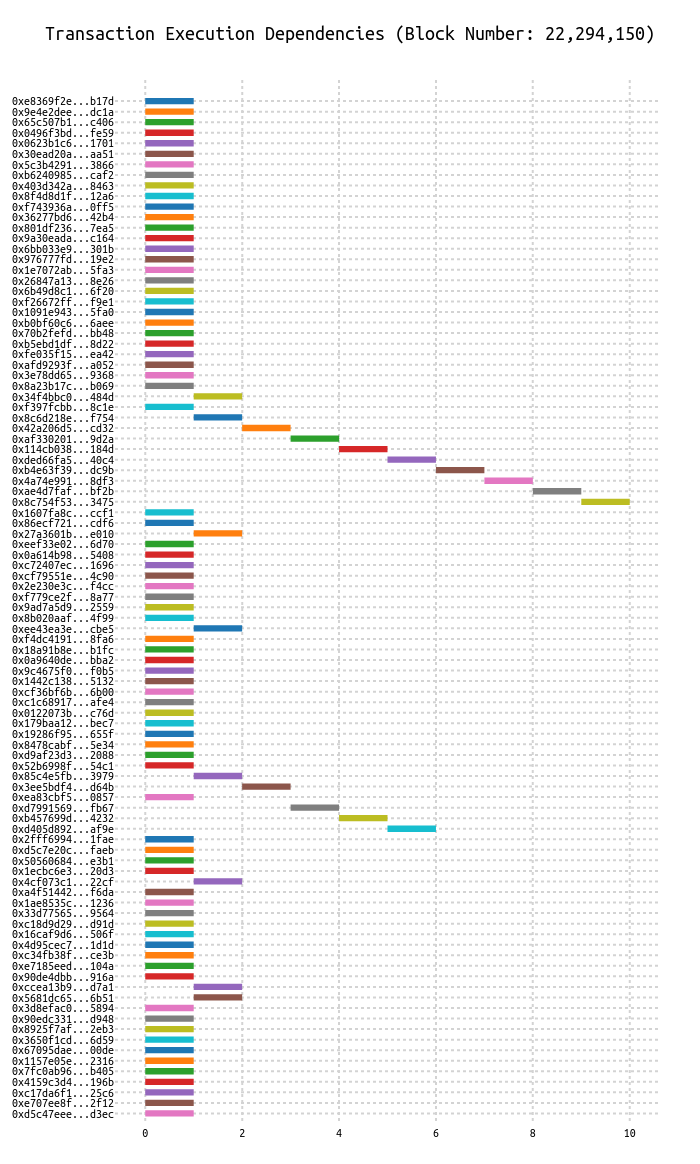 Transaction Execution Dependencies (Block Number: 22,294,150)
0xe8369f2e...b17d
0x9e4e2dee...dc1a
0x65c507b1...c406
0x0496f3bd...fe59
0x0623b1c6...1701
0x30ead20a...aa51
0x5c3b4291...3866
0xb6240985...caf2
0x403d342a...8463
0x8f4d8d1f...12a6
0xf743936a...0ff5
0x36277bd6...42b4
0x801df236...7ea5
0x9a30eada...c164
0x6bb033e9...301b
0x976777fd...19e2
0x1e7072ab...5fa3
0x26847a13...8e26
0x6b49d8c1...6f20
0xf26672ff...f9e1
0x1091e943...5fa0
0xb0bf60c6...6aee
0x70b2fefd...bb48
0xb5ebd1df...8d22
0xfe035f15...ea42
0xafd9293f...a052
0x3e78dd65...9368
0x8a23b17c...b069
0x34f4bbc0...484d
0xf397fcbb...8c1e
0x8c6d218e...f754
0x42a206d5...cd32
0xaf330201...9d2a
0x114cb038...184d
0xded66fa5...40c4
0xb4e63f39...dc9b
0x4a74e991...8df3
0xae4d7faf...bf2b
0x8c754f53...3475
0x1607fa8c...ccf1
0x86ecf721...cdf6
0x27a3601b...e010
0xeef33e02...6d70
0x0a614b98...5408
0xc72407ec...1696
0xcf79551e...4c90
0x2e230e3c...f4cc
0xf779ce2f...8a77
0x9ad7a5d9...2559
0x8b020aaf...4f99
0xee43ea3e...cbe5
0xf4dc4191...8fa6
0x18a91b8e...b1fc
0x0a9640de...bba2
0x9c4675f0...f0b5
0x1442c138...5132
0xcf36bf6b...6b00
0xc1c68917...afe4
0x0122073b...c76d
0x179baa12...bec7
0x19286f95...655f
0x8478cabf...5e34
0xd9af23d3...2088
0x52b6998f...54c1
0x85c4e5fb...3979
0x3ee5bdf4...d64b
0xea83cbf5...0857
0xd7991569...fb67
0xb457699d...4232
0xd405d892...af9e
0x2fff6994...1fae
0xd5c7e20c...faeb
0x50560684...e3b1
0x1ecbc6e3...20d3
0x4cf073c1...22cf
0xa4f51442...f6da
0x1ae8535c...1236
0x33d77565...9564
0xc18d9d29...d91d
0x16caf9d6...506f
0x4d95cec7...1d1d
0xc34fb38f...ce3b
0xe7185eed...104a
0x90de4dbb...916a
0xccea13b9...d7a1
0x5681dc65...6b51
0x3d8efac0...5894
0x90edc331...d948
0x8925f7af...2eb3
0x3650f1cd...6d59
0x67095dae...00de
0x1157e05e...2316
0x7fc0ab96...b405
0x4159c3d4...196b
0xc17da6f1...25c6
0xe707ee8f...2f12
0xd5c47eee...d3ec
0 2 4 6 8 10